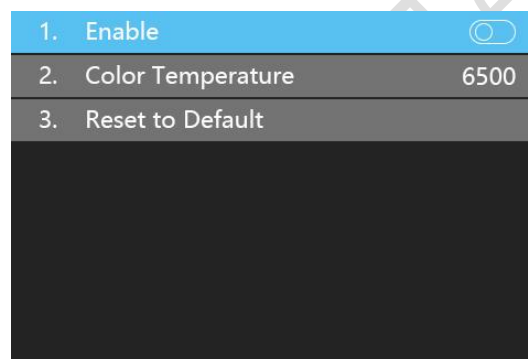 1. Enable
2. Color Temperature 6500
3. Reset to Default